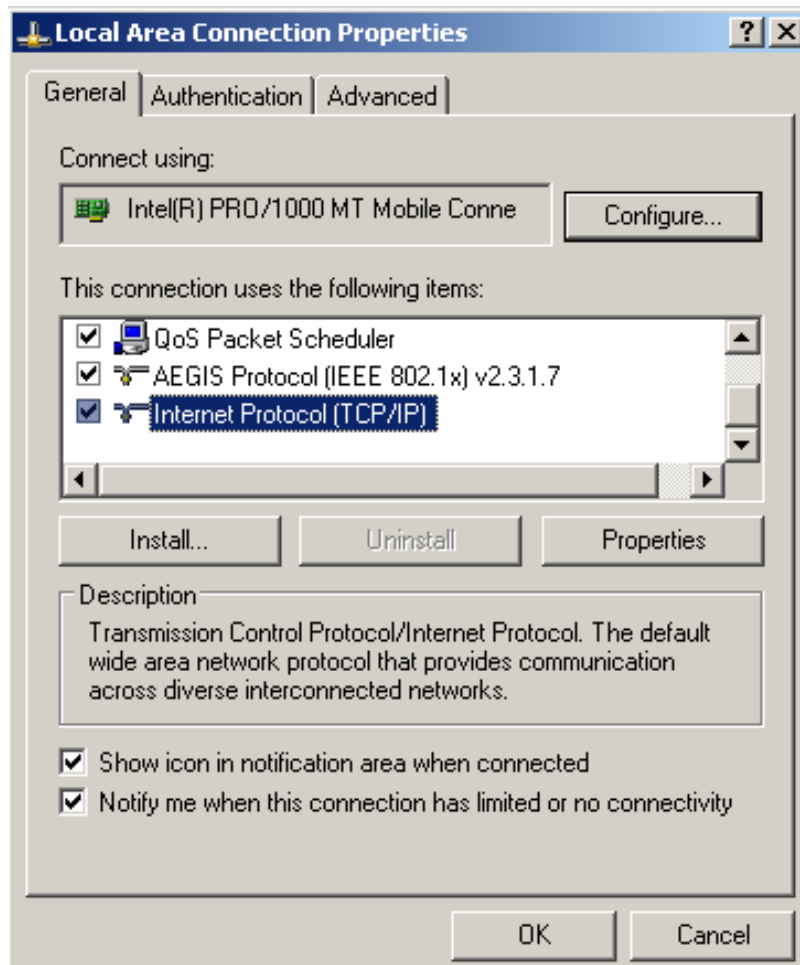 Local Area Connection Properties
General Authentication Advanced
Connect using:
Intel(R) PRO/1000 MT Mobile Conne
Configure...
This connection uses the following items:
QoS Packet Scheduler
AEGIS Protocol (IEEE 802.1x) v2.3.1.7
Internet Protocol (TCP/IP)
Install... Uninstall Properties
Description
Transmission Control Protocol/Internet Protocol. The default
wide area network protocol that provides communication
across diverse interconnected networks.
Show icon in notification area when connected
Notify me when this connection has limited or no connectivity
OK Cancel